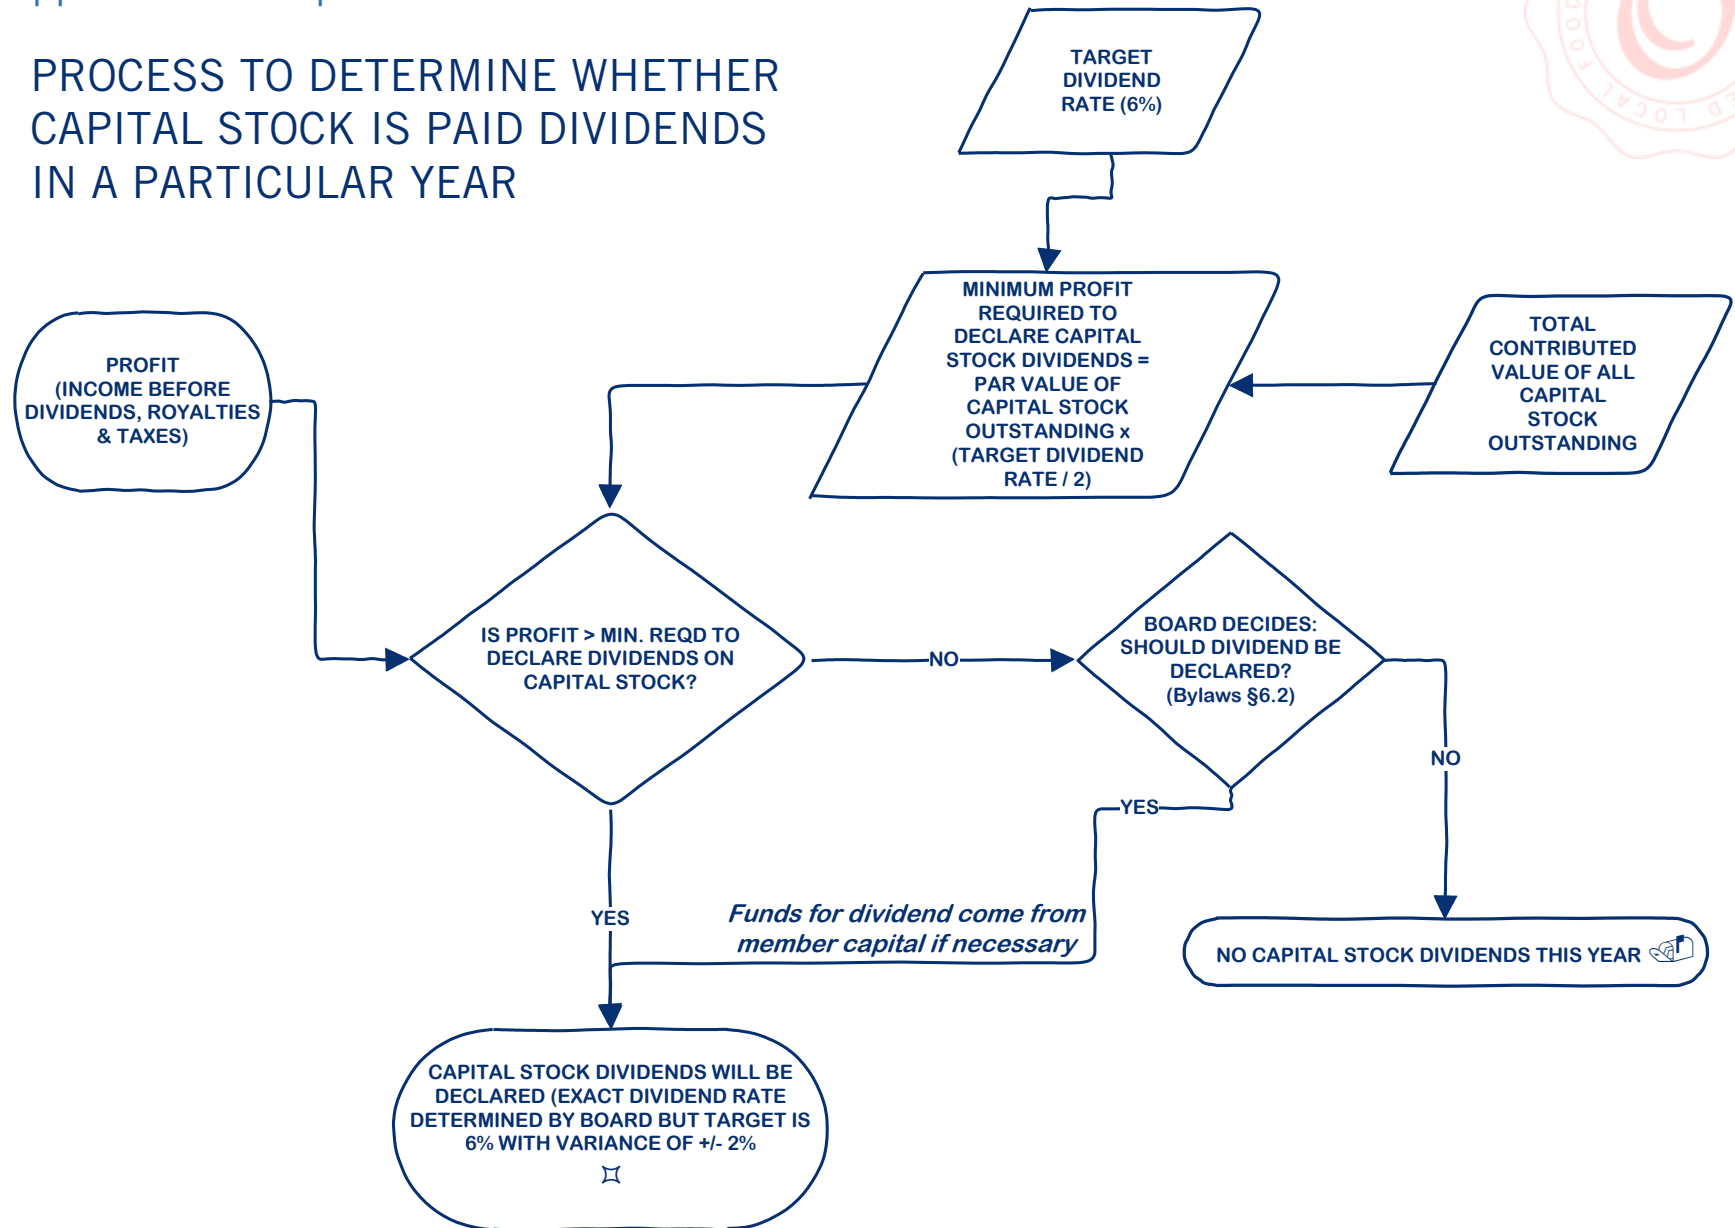 PROCESS TO DETERMINE WHETHER
CAPITAL STOCK IS PAID DIVIDENDS
IN A PARTICULAR YEAR
TARGET
DIVIDEND
RATE (6%)
PROFIT
(INCOME BEFORE
DIVIDENDS, ROYALTIES
& TAXES)
MINIMUM PROFIT
REQUIRED TO
DECLARE CAPITAL
STOCK DIVIDENDS =
PAR VALUE OF
CAPITAL STOCK
OUTSTANDING x
(TARGET DIVIDEND
RATE / 2)
TOTAL
CONTRIBUTED
VALUE OF ALL
CAPITAL
STOCK
OUTSTANDING
IS PROFIT > MIN. REQD TO
DECLARE DIVIDENDS ON
CAPITAL STOCK?
NO
BOARD DECIDES:
SHOULD DIVIDEND BE
DECLARED?
(Bylaws §6.2)
NO
YES
YES
Funds for dividend come from
member capital if necessary
NO CAPITAL STOCK DIVIDENDS THIS YEAR
CAPITAL STOCK DIVIDENDS WILL BE
DECLARED (EXACT DIVIDEND RATE
DETERMINED BY BOARD BUT TARGET IS
6% WITH VARIANCE OF +/- 2%
LOCAL